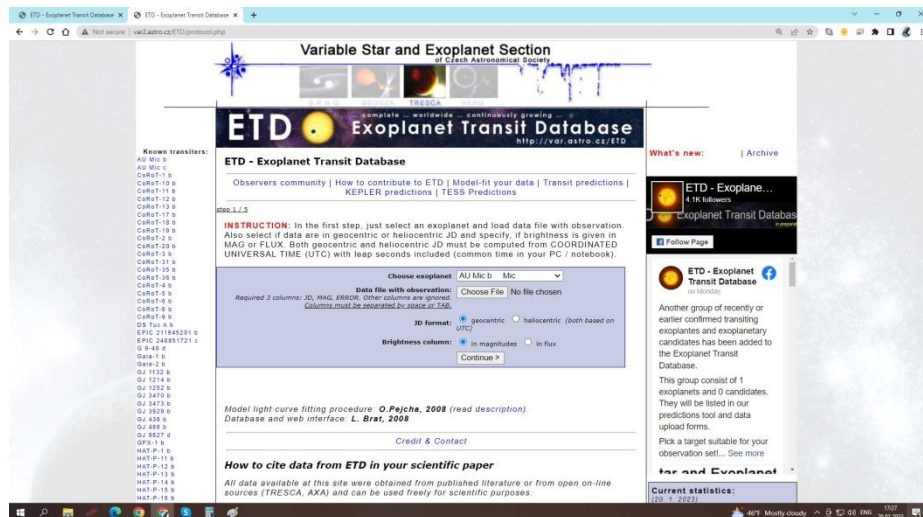 ETD - Exoplanet Transit Database
ETD - Exoplanet Transit Database
Not secure | var2.astro.cz/ETD/protocol.php
Variable Star and Exoplanet Section
of Czech Astronomical Society
B.R.N.O. MEDUZA TRESCA HERO
ETD
complete ... worldwide ... continuously growing ...
Exoplanet Transit Database
http://var.astro.cz/ETD
Known transiters:
AU Mic b
AU Mic c
CoRoT-1 b
CoRoT-10 b
CoRoT-11 b
CoRoT-12 b
CoRoT-13 b
CoRoT-17 b
CoRoT-18 b
CoRoT-19 b
CoRoT-2 b
CoRoT-20 b
CoRoT-3 b
CoRoT-31 b
CoRoT-35 b
CoRoT-36 b
CoRoT-4 b
CoRoT-5 b
CoRoT-6 b
CoRoT-8 b
CoRoT-9 b
DS Tuc A b
EPIC 211945201 b
EPIC 246851721 c
G 9-40 d
Gaia-1 b
Gaia-2 b
GJ 1132 b
GJ 1214 b
GJ 1252 b
GJ 3470 b
GJ 3473 b
GJ 3929 b
GJ 436 b
GJ 486 b
GJ 9827 d
GPX-1 b
HAT-P-1 b
HAT-P-11 b
HAT-P-12 b
HAT-P-13 b
HAT-P-14 b
HAT-P-15 b
HAT-P-16 b
ETD - Exoplanet Transit Database
Observers community | How to contribute to ETD | Model-fit your data | Transit predictions |
KEPLER predictions | TESS Predictions
step 1 / 5
INSTRUCTION: In the first step, just select an exoplanet and load data file with observation.
Also select if data are in geocentric or heliocentric JD and specify, if brightness is given in
MAG or FLUX. Both geocentric and heliocentric JD must be computed from COORDINATED
UNIVERSAL TIME (UTC) with leap seconds included (common time in your PC / notebook).
Choose exoplanet AU Mic b Mic
Data file with observation: Choose File No file chosen
Required 3 columns: JD, MAG, ERROR. Other columns are ignored.
Columns must be separated by space or TAB.
JD format: geocentric heliocentric (both based on
UTC)
Brightness column: in magnitudes in flux
Continue >
Model light curve fitting procedure: O.Pejcha, 2008 (read description).
Database and web interface: L. Brat, 2008
Credit & Contact
How to cite data from ETD in your scientific paper
All data available at this site were obtained from published literature or from open on-line
sources (TRESCA, AXA) and can be used freely for scientific purposes.
What's new: | Archive
ETD - Exoplane...
4.1K followers
Exoplanet Transit Databas
in prepared
Follow Page
ETD - Exoplanet
Transit Database
on Monday
Another group of recently or
earlier confirmed transiting
exoplantes and exoplanetary
candidates has been added to
the Exoplanet Transit
Database.
This group consist of 1
exoplanets and 0 candidates.
They will be listed in our
predictions tool and data
upload forms.
Pick a target suitable for your
observation set!... See more
tar and Exoplanet
Current statistics:
(20. 1. 2023)
46°F Mostly cloudy ENG 17:27
20.01.2023